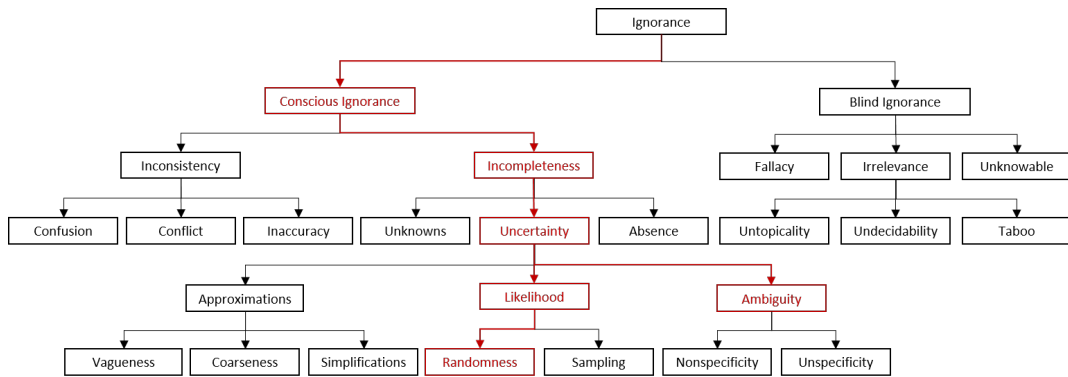 Ignorance
Conscious Ignorance
Blind Ignorance
Inconsistency
Incompleteness
Fallacy
Irrelevance
Unknowable
Confusion
Conflict
Inaccuracy
Unknowns
Uncertainty
Absence
Untopicality
Undecidability
Taboo
Approximations
Likelihood
Ambiguity
Vagueness
Coarseness
Simplifications
Randomness
Sampling
Nonspecificity
Unspecificity